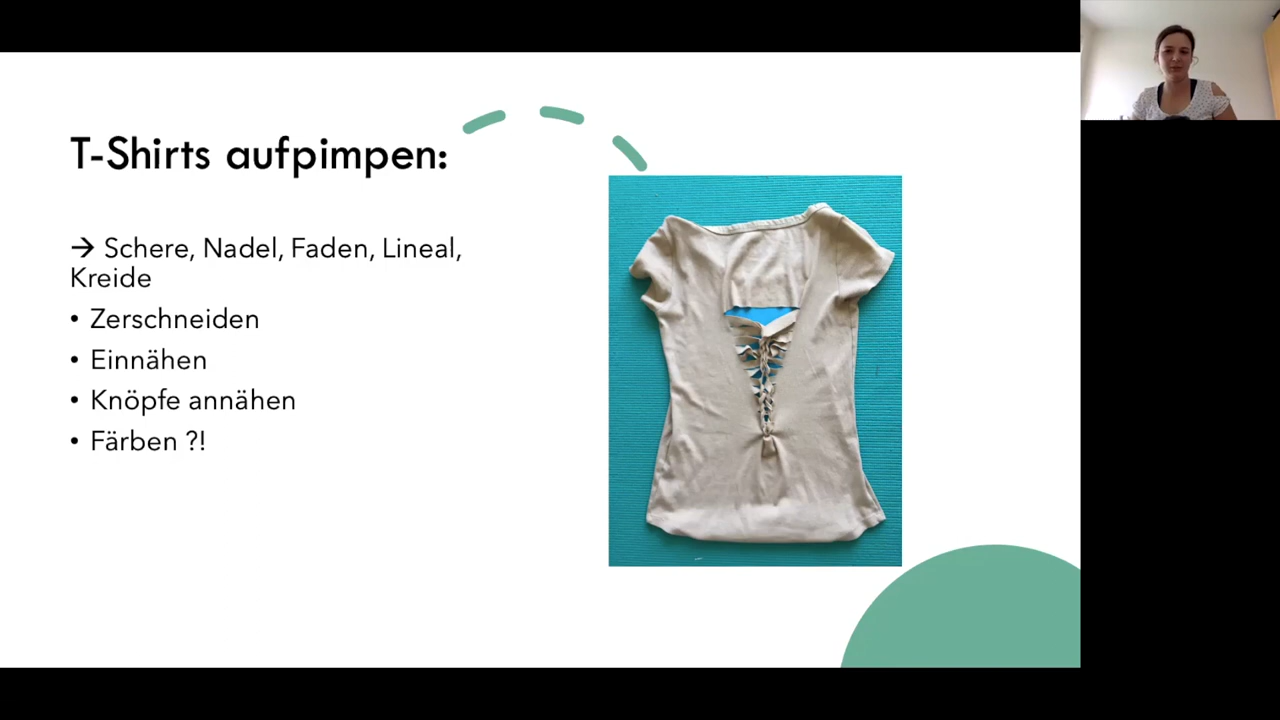 T-Shirts aufpimpen:
→ Schere, Nadel, Faden, Lineal,
Kreide
• Zerschneiden
• Einnähen
• Knöpfe annähen
• Färben ?!